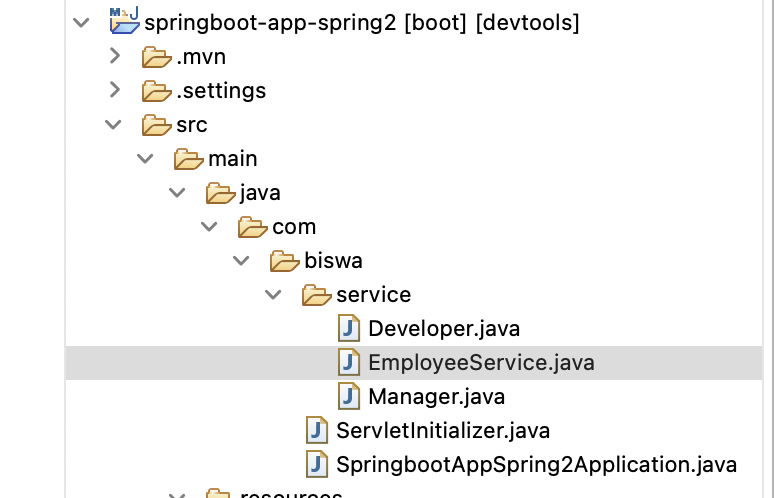 springboot-app-spring2 [boot] [devtools]
.mvn
.settings
src
main
java
com
biswa
service
Developer.java
EmployeeService.java
Manager.java
ServletInitializer.java
SpringbootAppSpring2Application.java
resources